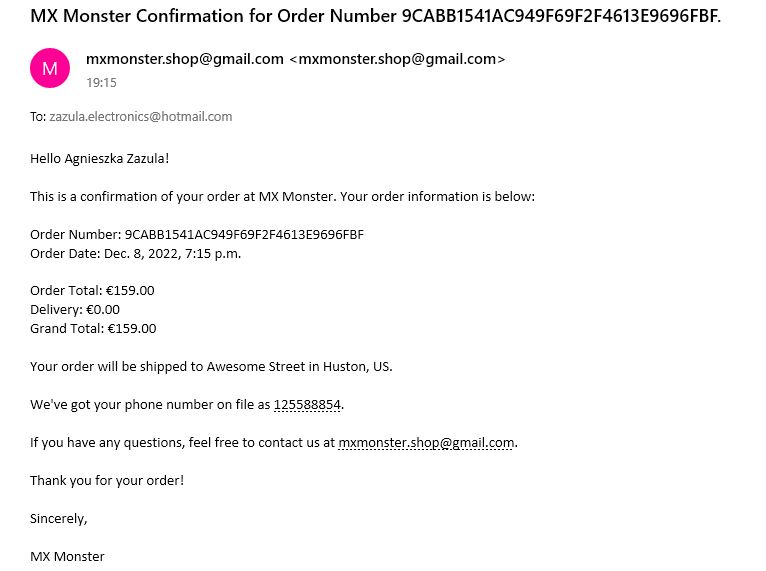 MX Monster Confirmation for Order Number 9CABB1541AC949F69F2F4613E9696FBF.
M
mxmonster.shop@gmail.com <mxmonster.shop@gmail.com>
19:15
To: zazula.electronics@hotmail.com
Hello Agnieszka Zazula!
This is a confirmation of your order at MX Monster. Your order information is below:
Order Number: 9CABB1541AC949F69F2F4613E9696FBF
Order Date: Dec. 8, 2022, 7:15 p.m.
Order Total: €159.00
Delivery: €0.00
Grand Total: €159.00
Your order will be shipped to Awesome Street in Huston, US.
We've got your phone number on file as 125588854.
If you have any questions, feel free to contact us at mxmonster.shop@gmail.com.
Thank you for your order!
Sincerely,
MX Monster